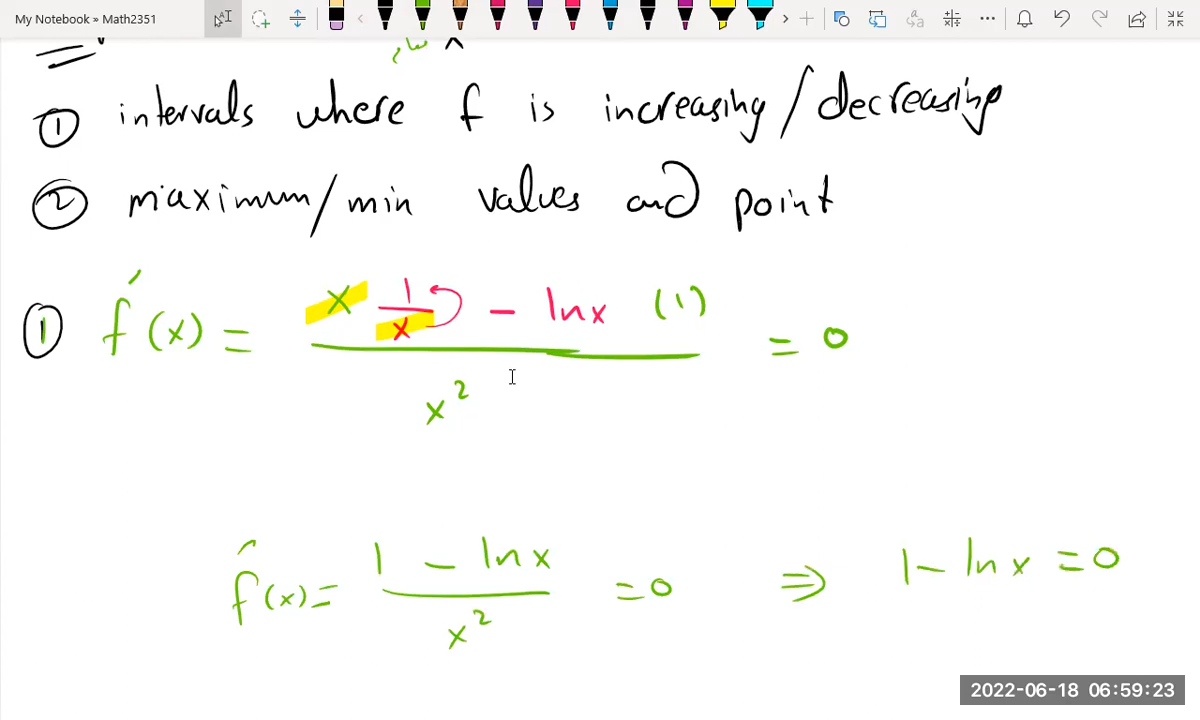 My Notebook » Math2351
x
① intervals where f is increasing/decreasing
② maximum/min values and point
① f′(x) = (x 1/x − ln x (1)) / x² = 0
f′(x) = (1 − ln x) / x² = 0 ⇒ 1 − ln x = 0
2022-06-18 06:59:23